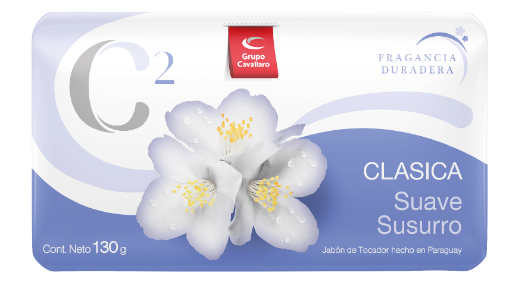 C²
Grupo
Cavallaro
FRAGANCIA
DURADERA
CLASICA
Suave
Susurro
Cont. Neto 130 g
Jabón de Tocador hecho en Paraguay